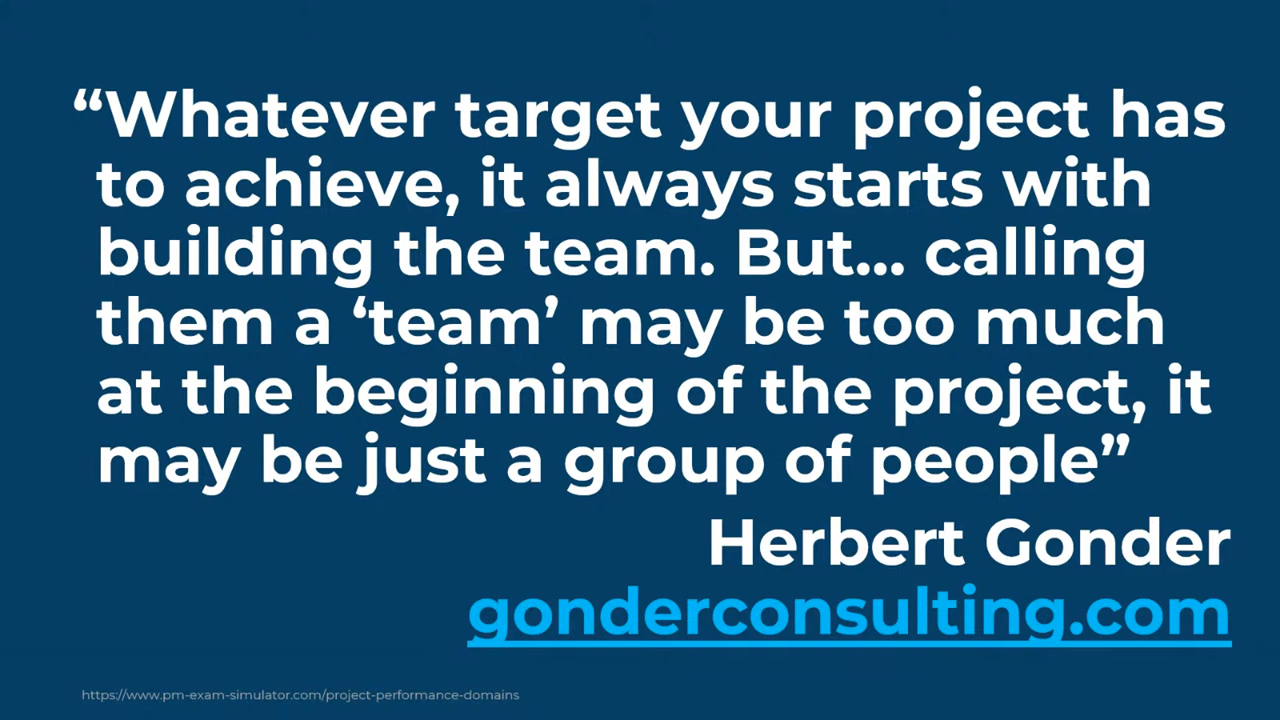 “Whatever target your project has
to achieve, it always starts with
building the team. But... calling
them a ‘team’ may be too much
at the beginning of the project, it
may be just a group of people”
Herbert Gonder
gonderconsulting.com
https://www.pm-exam-simulator.com/project-performance-domains